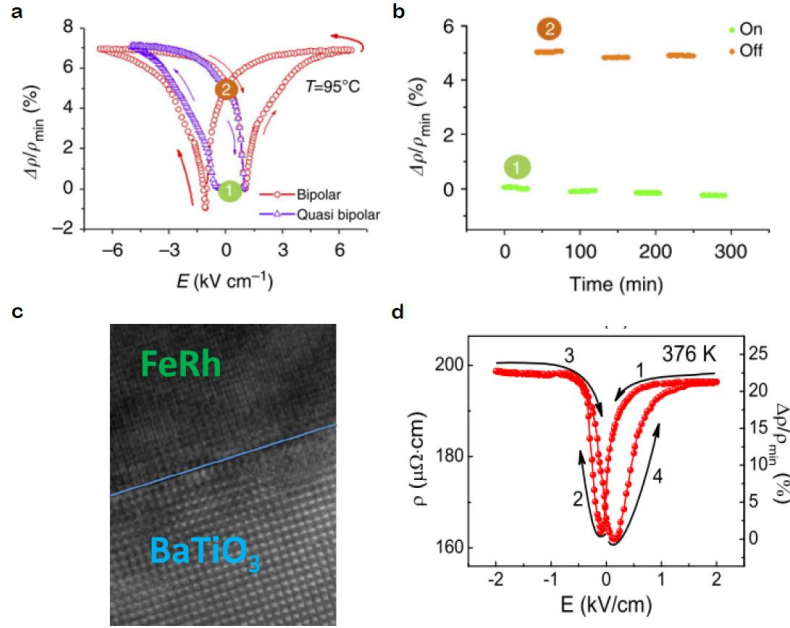 a
8
7
6
4
2
0
−2
Δρ/ρmin (%)
T=95°C
2
1
Bipolar
Quasi bipolar
−6
−3
0
3
6
E (kV cm⁻¹)
b
On
Off
2
1
6
4
2
0
Δρ/ρmin (%)
0
100
200
300
Time (min)
c
FeRh
BaTiO3
d
376 K
3
1
2
4
200
180
160
ρ (μΩ·cm)
20
15
10
5
0
Δρ/ρmin (%)
-2
-1
0
1
2
E (kV/cm)